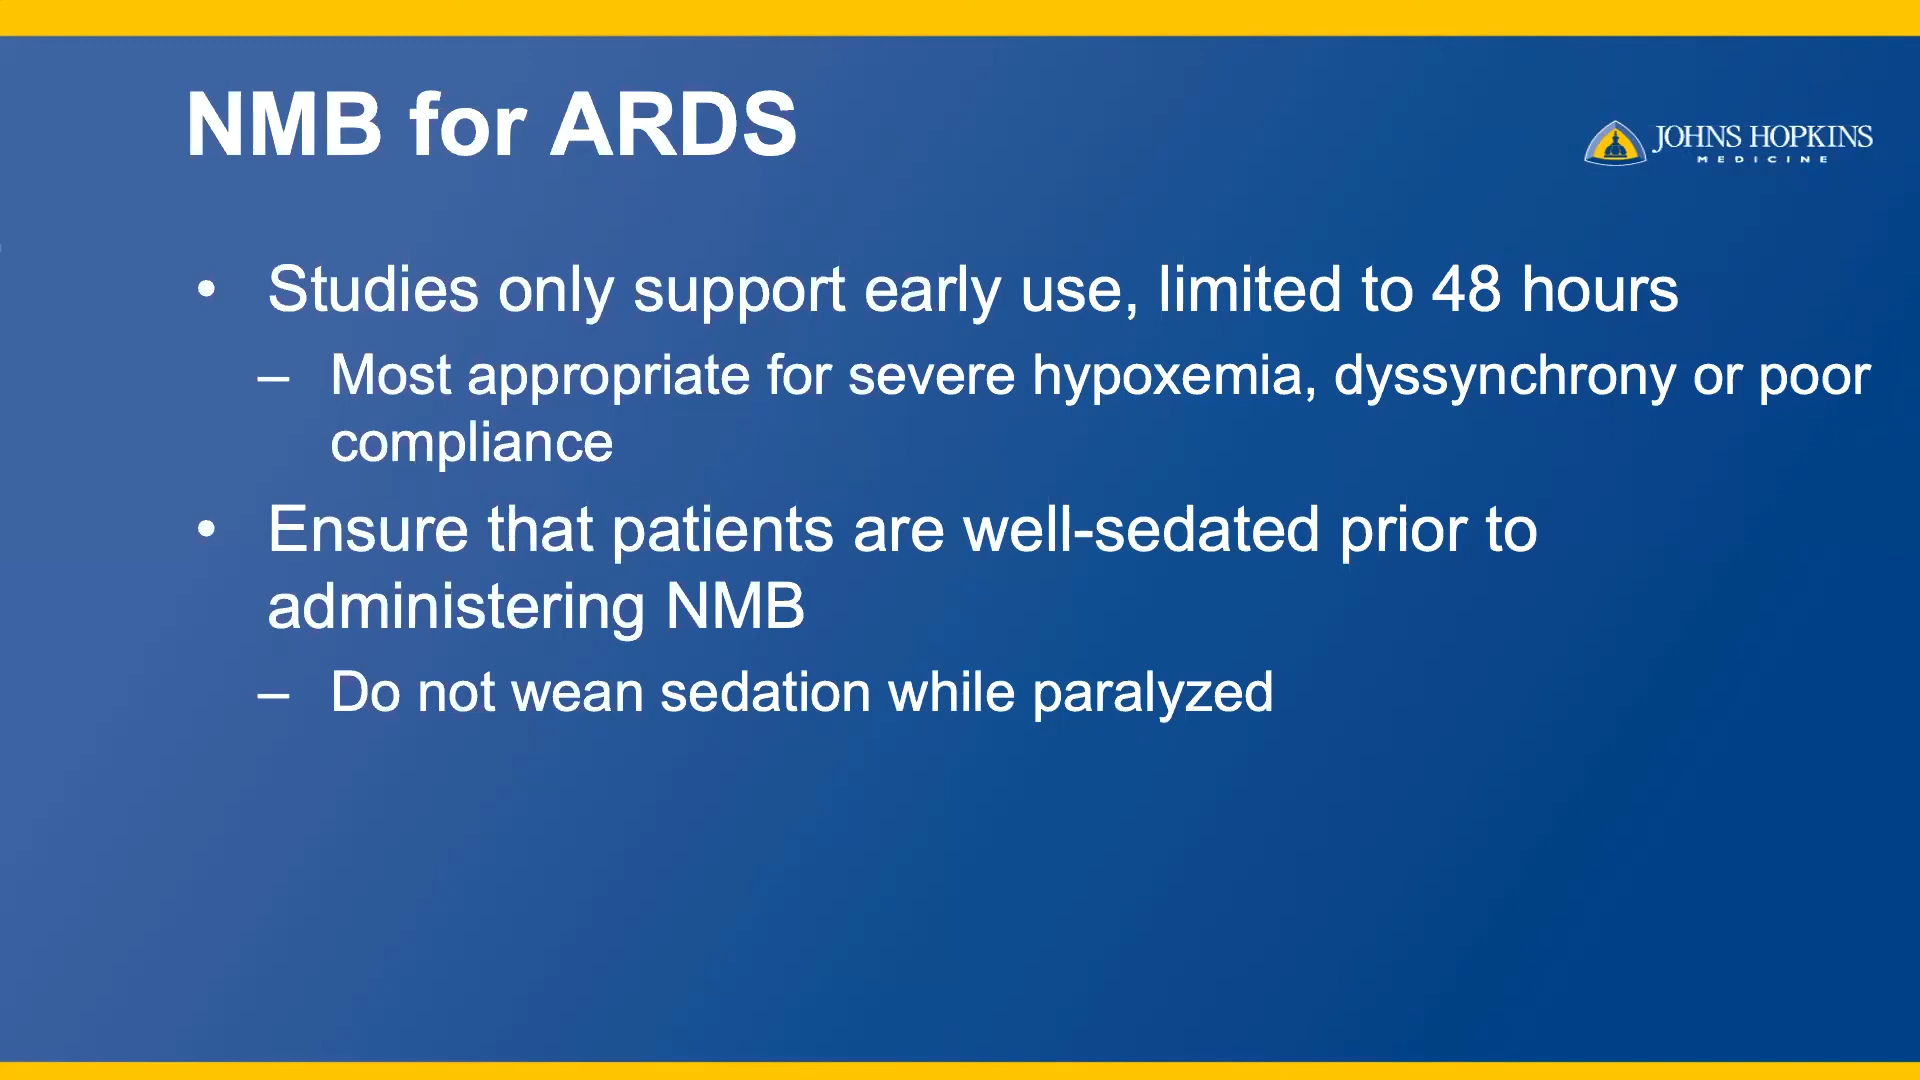 NMB for ARDS
JOHNS HOPKINS
MEDICINE
• Studies only support early use, limited to 48 hours
– Most appropriate for severe hypoxemia, dyssynchrony or poor
compliance
• Ensure that patients are well-sedated prior to
administering NMB
– Do not wean sedation while paralyzed